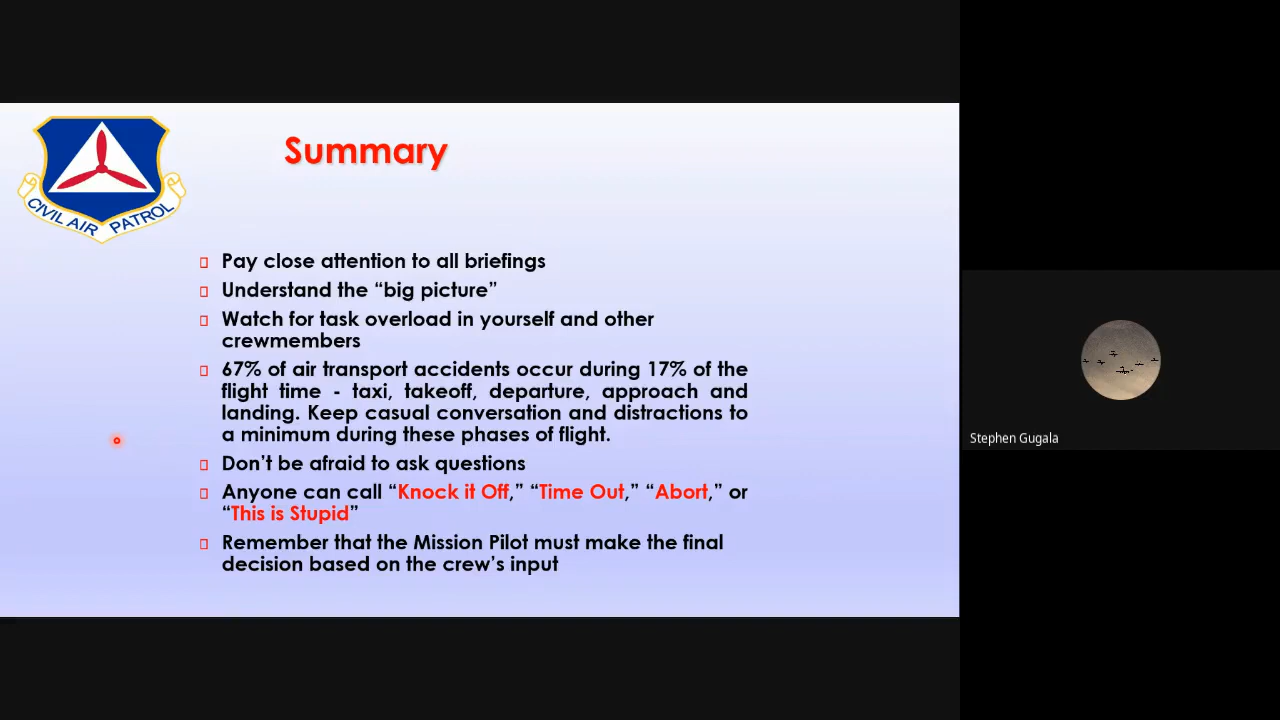 CIVIL AIR PATROL
Summary
Pay close attention to all briefings
Understand the “big picture”
Watch for task overload in yourself and other
crewmembers
67% of air transport accidents occur during 17% of the
flight time - taxi, takeoff, departure, approach and
landing. Keep casual conversation and distractions to
a minimum during these phases of flight.
Don’t be afraid to ask questions
Anyone can call “Knock it Off,” “Time Out,” “Abort,” or
“This is Stupid”
Remember that the Mission Pilot must make the final
decision based on the crew’s input
Stephen Gugala